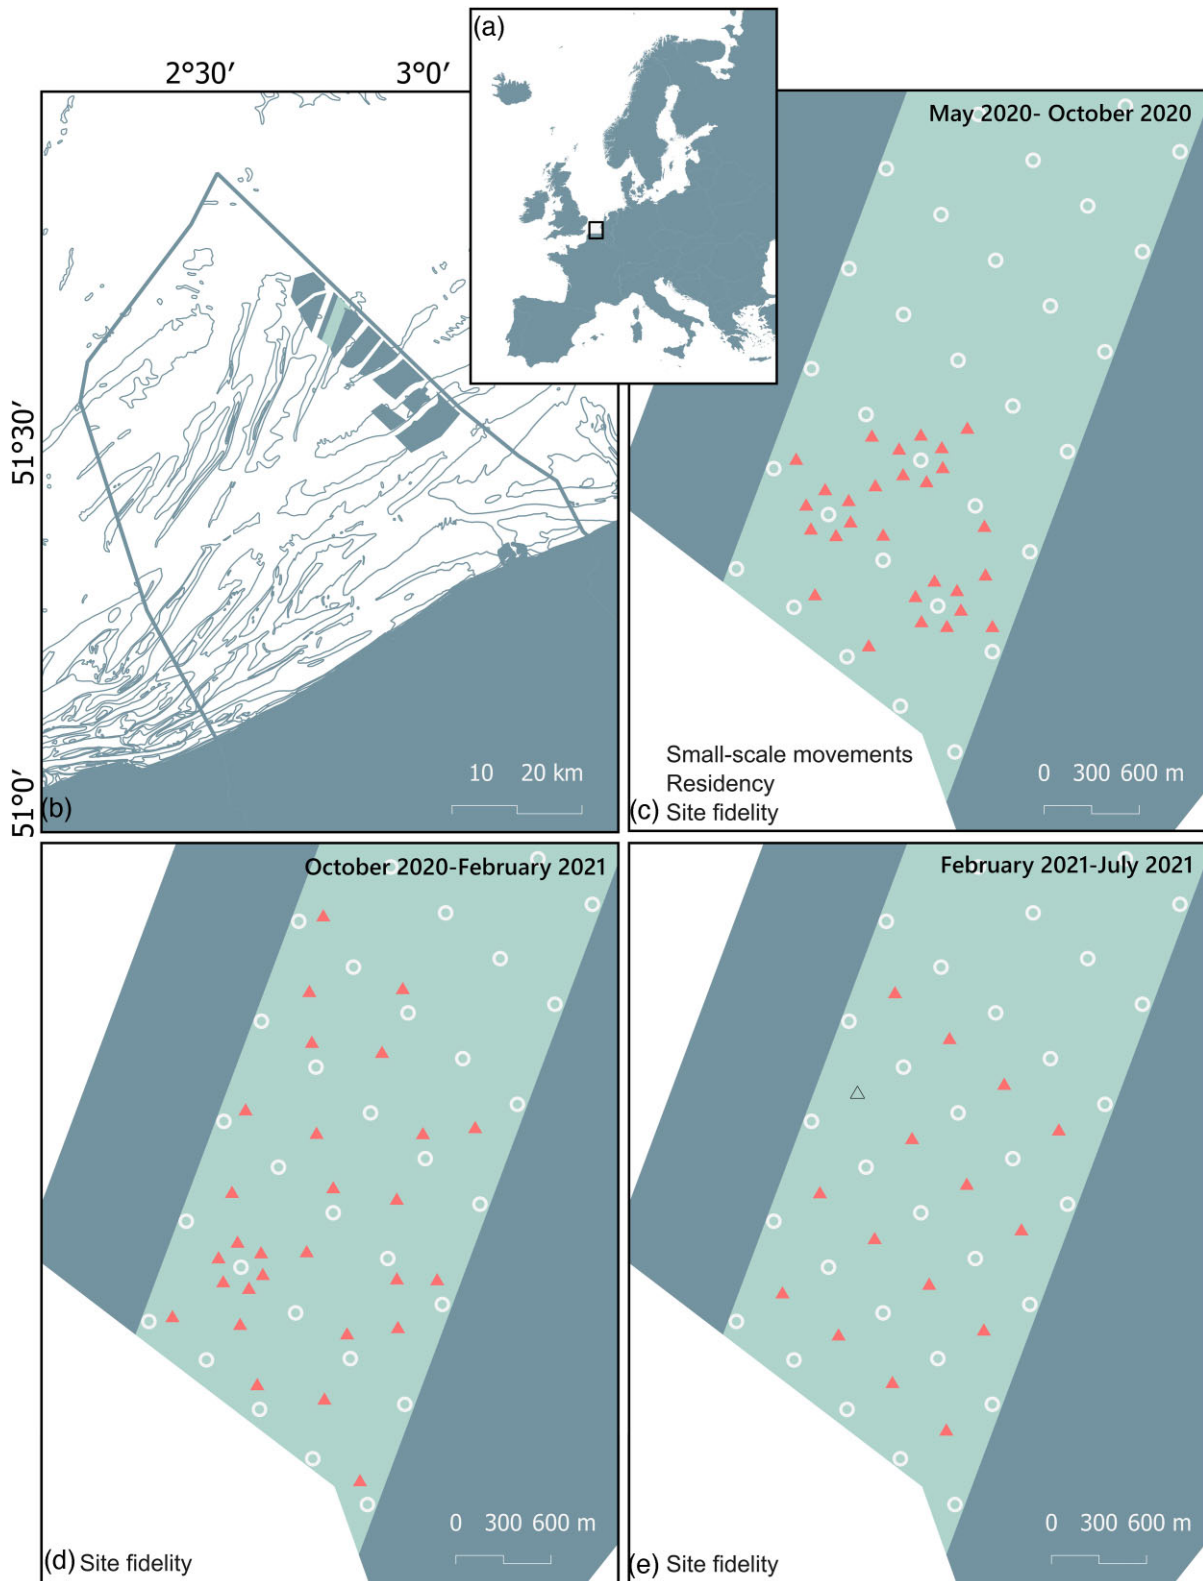 (a)
2°30′ 3°0′
51°30′
51°0′
10 20 km
(b)
May 2020- October 2020
Small-scale movements
Residency
(c) Site fidelity
0 300 600 m
October 2020-February 2021
0 300 600 m
(d) Site fidelity
February 2021-July 2021
0 300 600 m
(e) Site fidelity